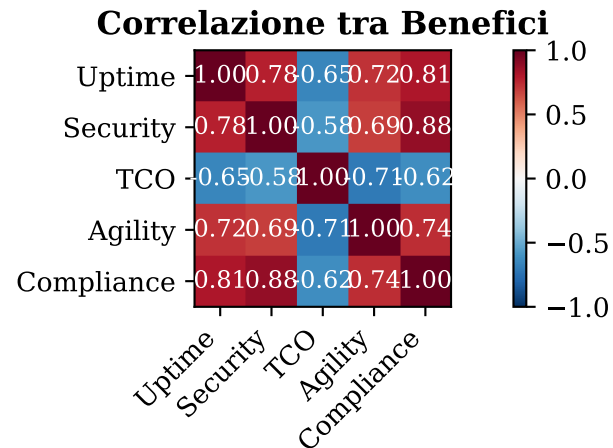 Correlazione tra Benefici
Uptime 1.00 0.78 -0.65 0.72 0.81
Security 0.78 1.00 -0.58 0.69 0.88
TCO -0.65 -0.58 1.00 -0.71 -0.62
Agility 0.72 0.69 -0.71 1.00 0.74
Compliance 0.81 0.88 -0.62 0.74 1.00
Uptime Security TCO Agility Compliance
1.0
0.5
0.0
−0.5
−1.0